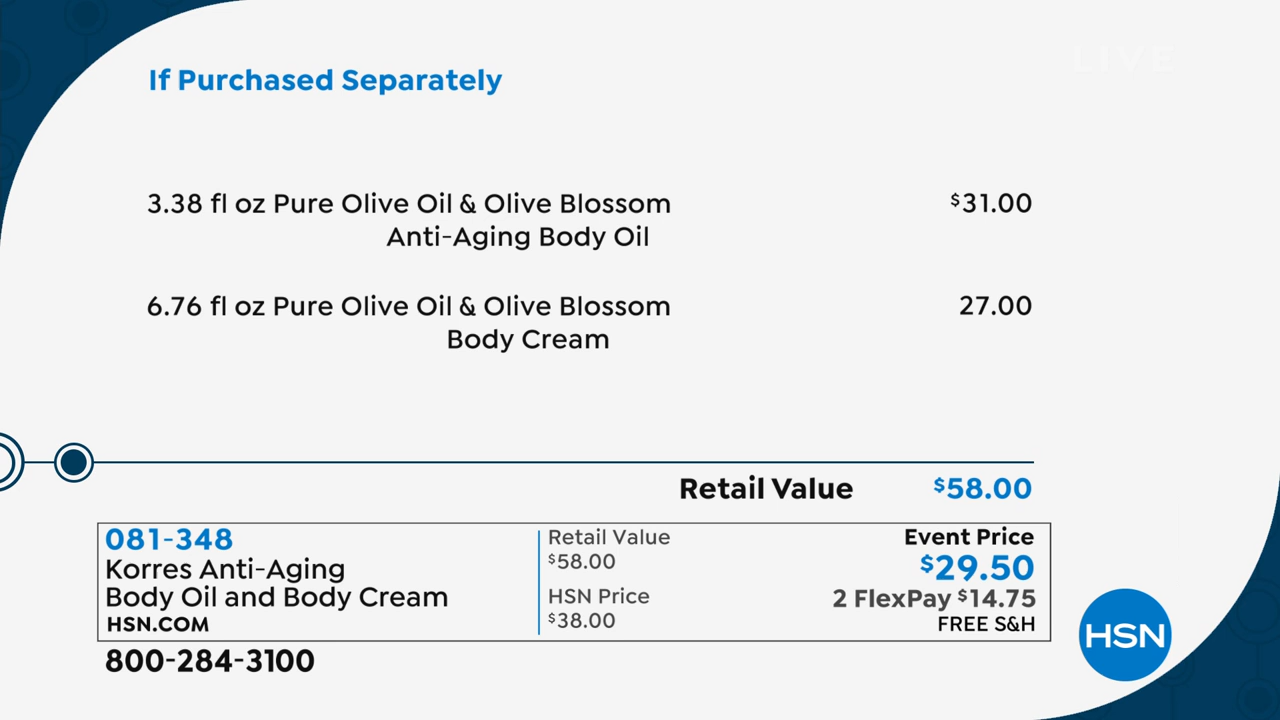 LIVE
If Purchased Separately
3.38 fl oz Pure Olive Oil & Olive Blossom $31.00
Anti-Aging Body Oil
6.76 fl oz Pure Olive Oil & Olive Blossom 27.00
Body Cream
Retail Value $58.00
081-348
Korres Anti-Aging
Body Oil and Body Cream
HSN.COM
Retail Value
$58.00
HSN Price
$38.00
Event Price
$29.50
2 FlexPay $14.75
FREE S&H
HSN
800-284-3100